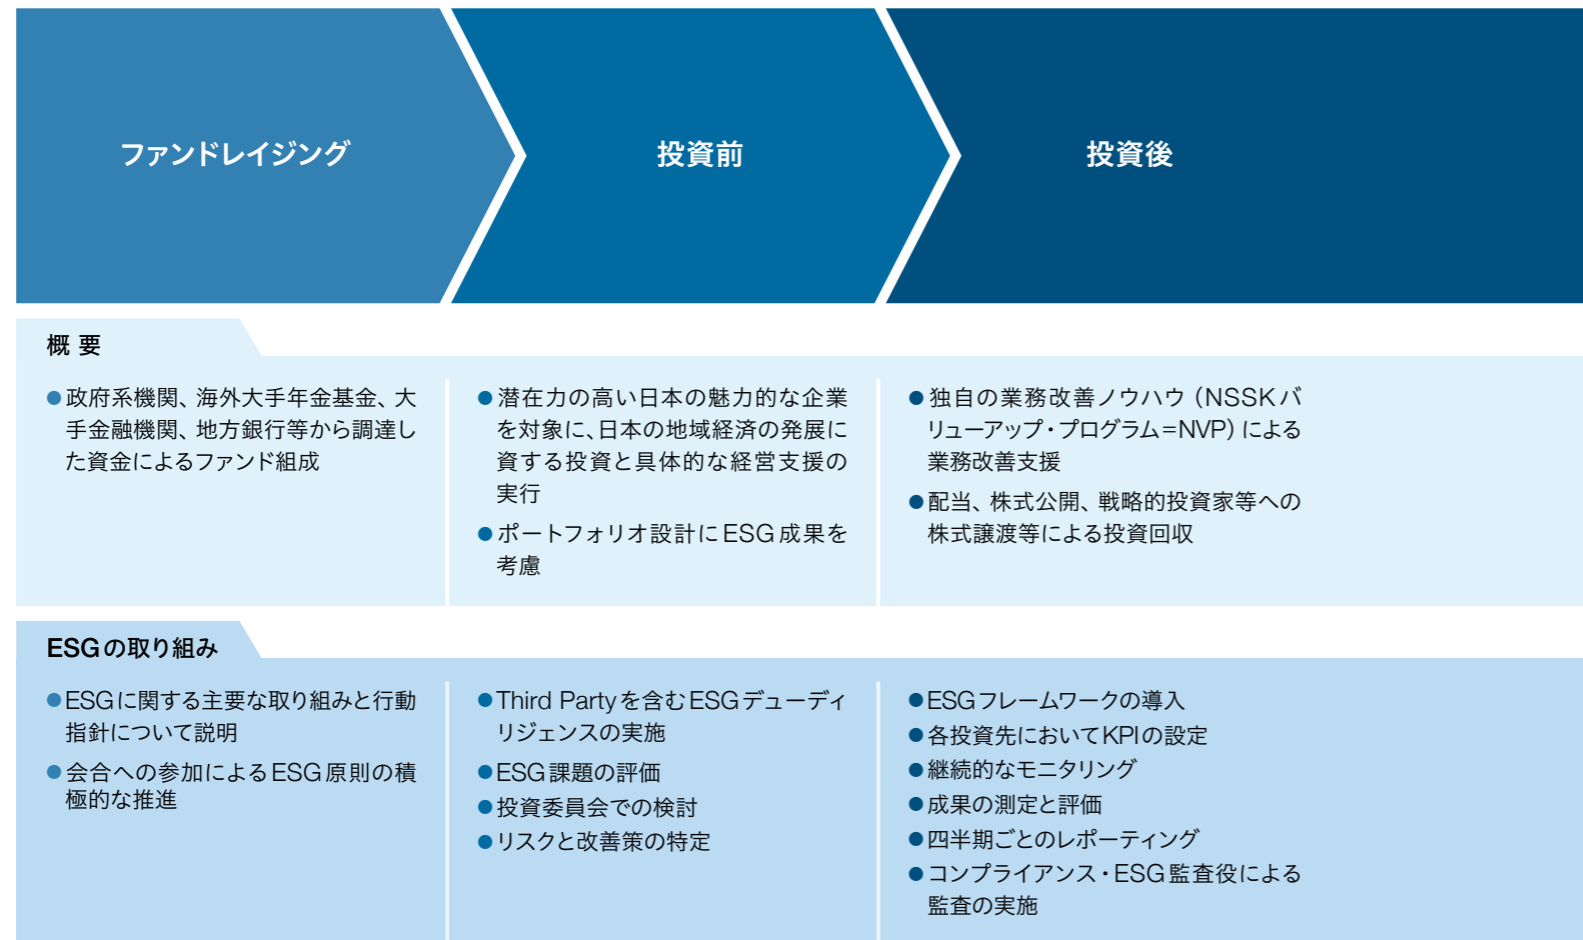 ファンドレイジング
投資前
投資後
概 要
●政府系機関、海外大手年金基金、大
手金融機関、地方銀行等から調達し
た資金によるファンド組成
●潜在力の高い日本の魅力的な企業
を対象に、日本の地域経済の発展に
資する投資と具体的な経営支援の
実行
●ポートフォリオ設計にESG成果を
考慮
●独自の業務改善ノウハウ（NSSKバ
リューアップ・プログラム=NVP）による
業務改善支援
●配当、株式公開、戦略的投資家等への
株式譲渡等による投資回収
ESGの取り組み
●ESGに関する主要な取り組みと行動
指針について説明
●会合への参加によるESG原則の積
極的な推進
●Third Partyを含むESGデューディ
リジェンスの実施
●ESG課題の評価
●投資委員会での検討
●リスクと改善策の特定
●ESGフレームワークの導入
●各投資先においてKPIの設定
●継続的なモニタリング
●成果の測定と評価
●四半期ごとのレポーティング
●コンプライアンス・ESG監査役による
監査の実施